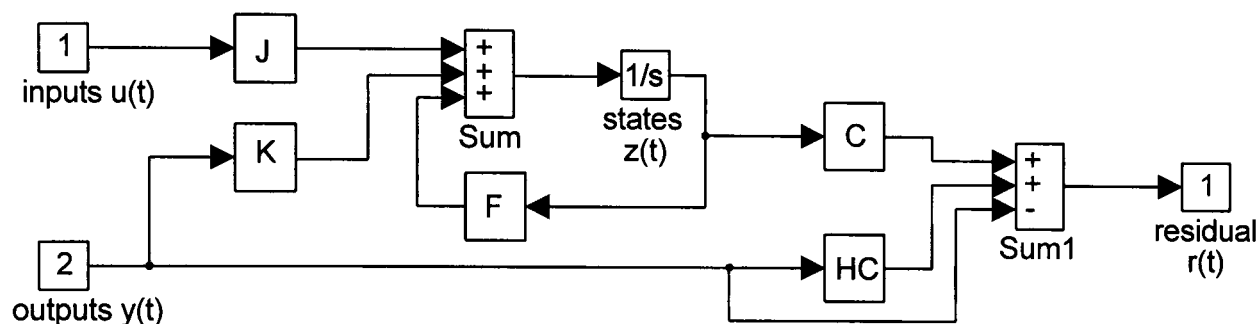 1
inputs u(t)
J
+
+
+
Sum
1/s
states
z(t)
K
F
C
+
+
-
Sum1
1
residual
r(t)
2
outputs y(t)
HC